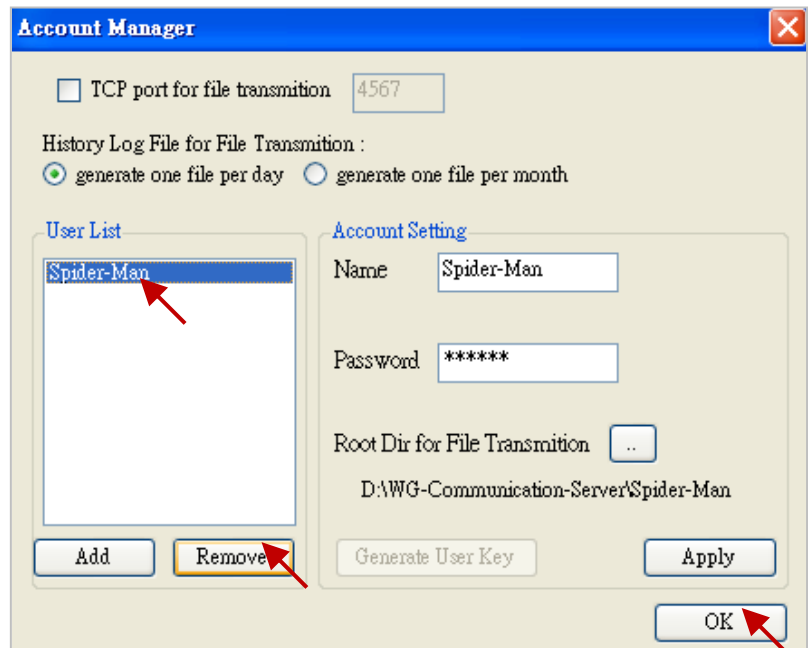 Account Manager
TCP port for file transmition 4567
History Log File for File Transmition :
generate one file per day generate one file per month
User List
Spider-Man
Add Remove
Account Setting
Name Spider-Man
Password ******
Root Dir for File Transmition ..
D:\WG-Communication-Server\Spider-Man
Generate User Key Apply
OK